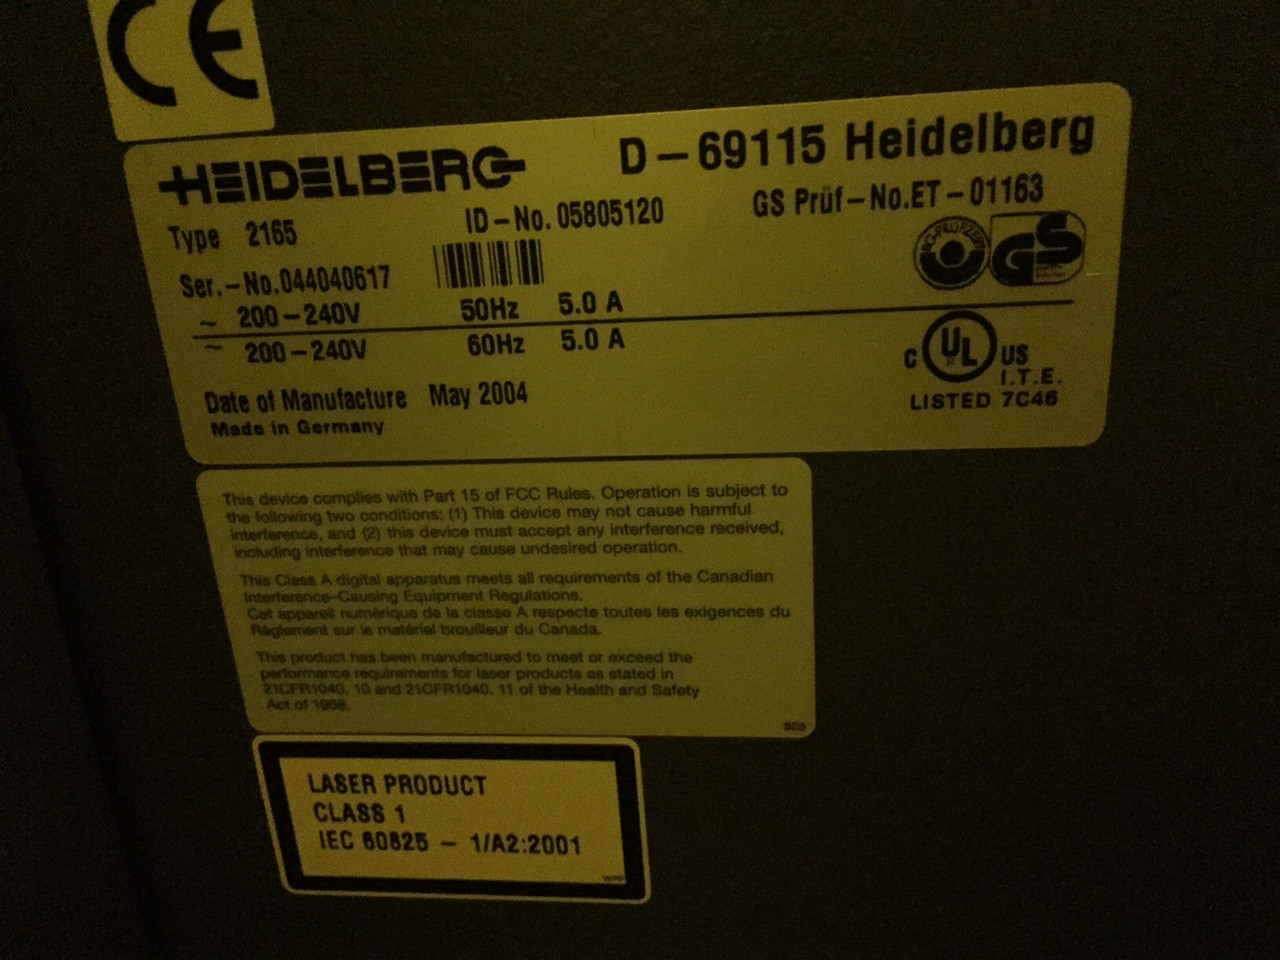 CE
HEIDELBERG
D-69115 Heidelberg
Type 2165
ID-No. 05805120
GS Prüf-No.ET-01163
Ser.-No.044040617
GS
~ 200-240V 50Hz 5.0 A
~ 200-240V 60Hz 5.0 A
C UL US
I.T.E.
LISTED 7C46
Date of Manufacture May 2004
Made in Germany
This device complies with Part 15 of FCC Rules. Operation is subject to
the following two conditions: (1) This device may not cause harmful
interference, and (2) this device must accept any interference received,
including interference that may cause undesired operation.
This Class A digital apparatus meets all requirements of the Canadian
Interference-Causing Equipment Regulations.
Cet appareil numérique de la classe A respecte toutes les exigences du
Règlement sur le matériel brouilleur du Canada.
This product has been manufactured to meet or exceed the
performance requirements for laser products as stated in
21CFR1040. 10 and 21CFR1040. 11 of the Health and Safety
Act of 1968.
LASER PRODUCT
CLASS 1
IEC 60825 - 1/A2:2001